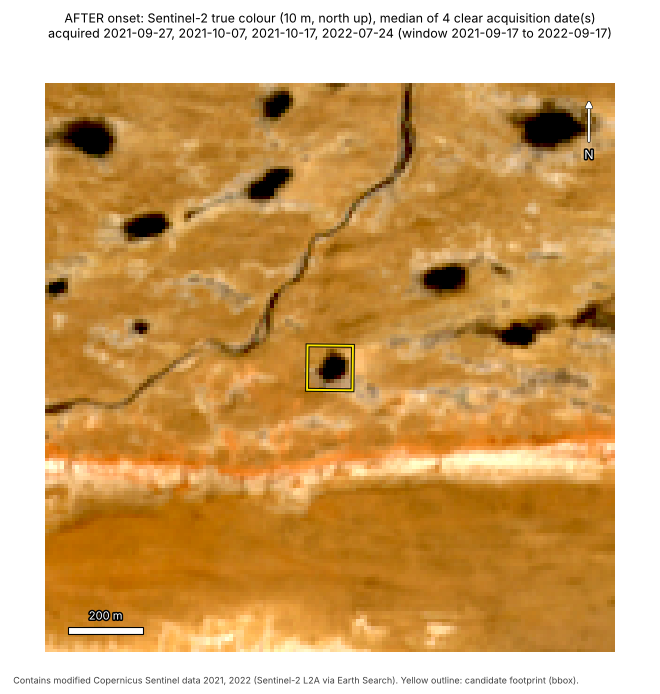 AFTER onset: Sentinel-2 true colour (10 m, north up), median of 4 clear acquisition date(s)
acquired 2021-09-27, 2021-10-07, 2021-10-17, 2022-07-24 (window 2021-09-17 to 2022-09-17)
N
200 m
Contains modified Copernicus Sentinel data 2021, 2022 (Sentinel-2 L2A via Earth Search). Yellow outline: candidate footprint (bbox).